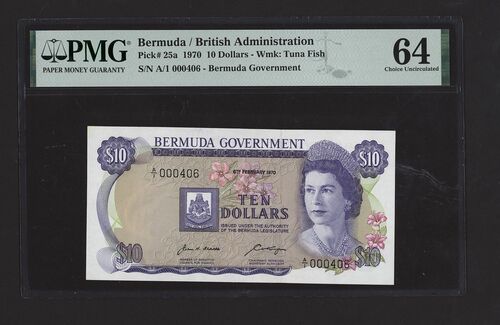 PMG
PAPER MONEY GUARANTY
Bermuda / British Administration
Pick# 25a 1970 10 Dollars - Wmk: Tuna Fish
S/N A/1 000406 - Bermuda Government
64
Choice Uncirculated
BERMUDA GOVERNMENT
$10
$10
A/1 000406
6TH FEBRUARY 1970
TEN
DOLLARS
ISSUED UNDER THE AUTHORITY
OF THE BERMUDA LEGISLATURE
A/1 000406
$10
$10